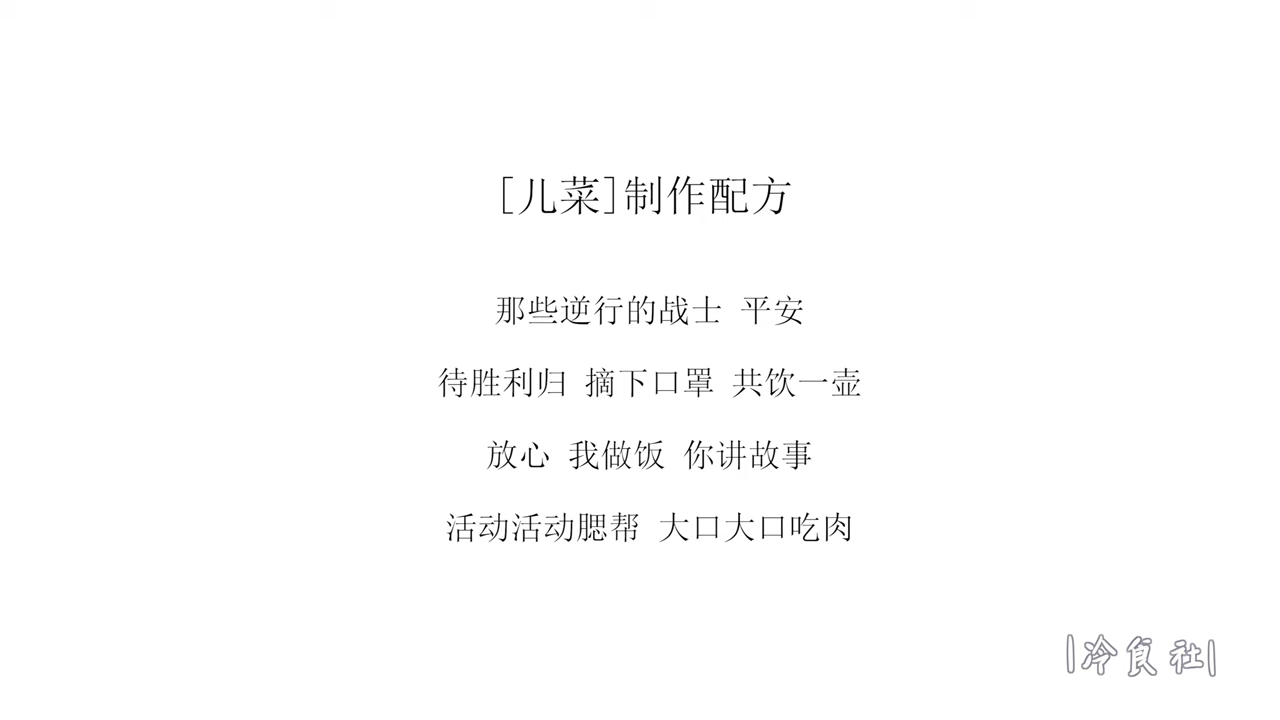 [儿菜]制作配方
那些逆行的战士 平安
待胜利归 摘下口罩 共饮一壶
放心 我做饭 你讲故事
活动活动腮帮 大口大口吃肉
|冷食社|